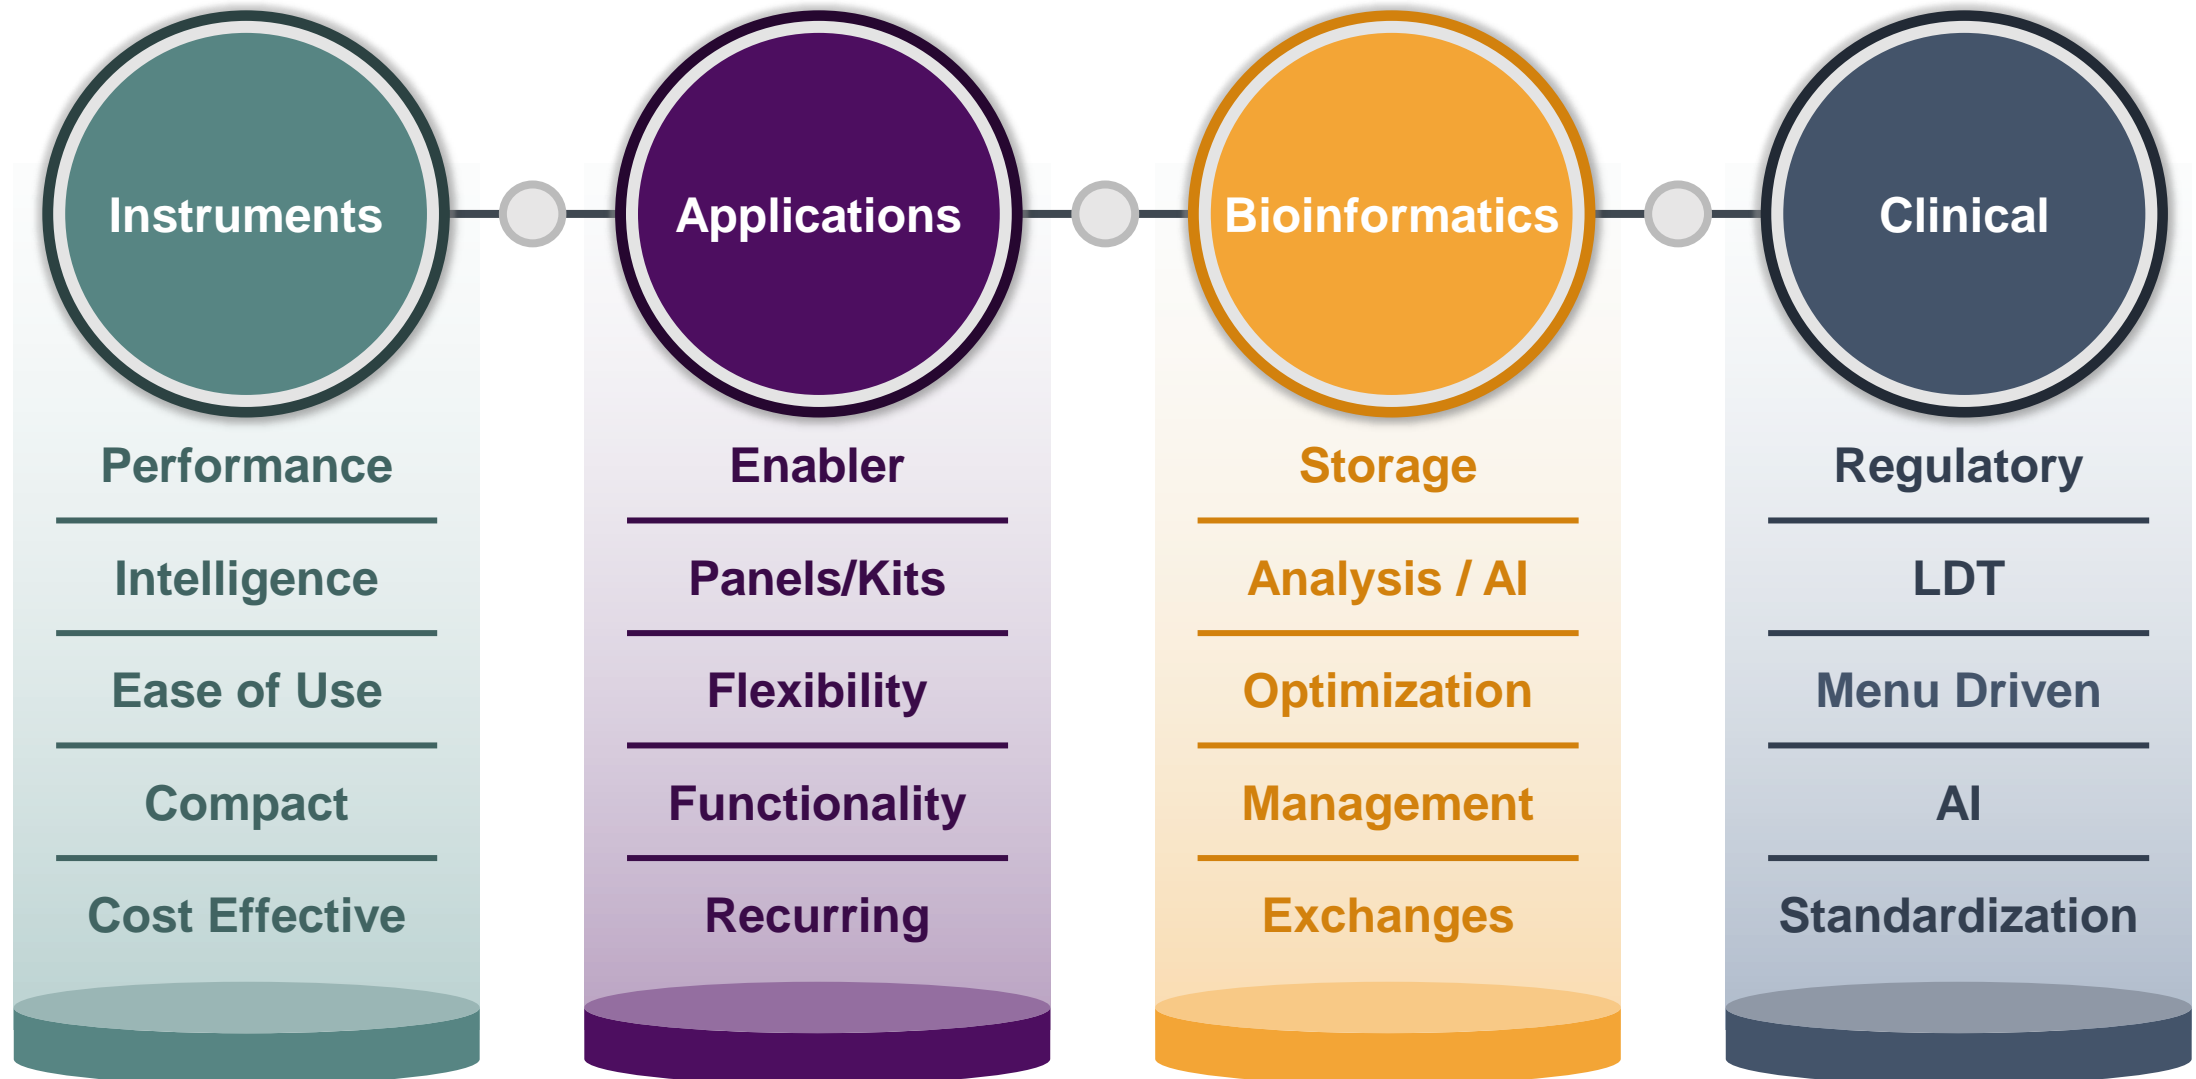 Instruments
Performance
Intelligence
Ease of Use
Compact
Cost Effective
Applications
Enabler
Panels/Kits
Flexibility
Functionality
Recurring
Bioinformatics
Storage
Analysis / AI
Optimization
Management
Exchanges
Clinical
Regulatory
LDT
Menu Driven
AI
Standardization